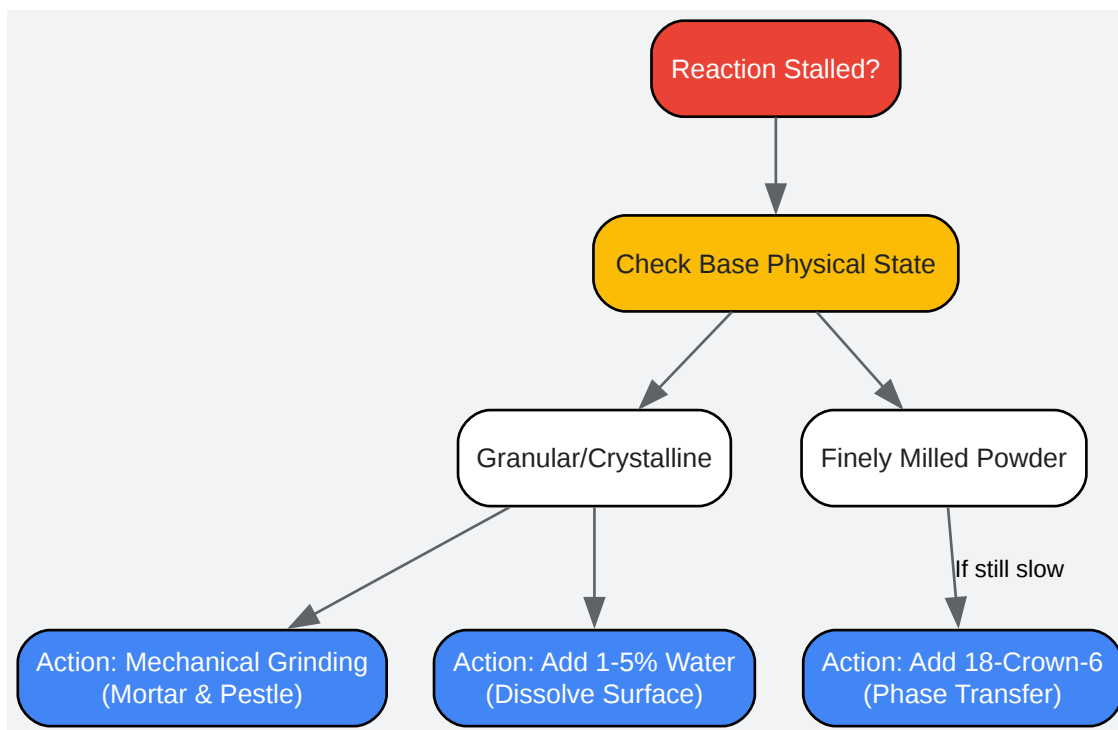 Reaction Stalled?
Check Base Physical State
Granular/Crystalline
Finely Milled Powder
If still slow
Action: Mechanical Grinding
(Mortar & Pestle)
Action: Add 1-5% Water
(Dissolve Surface)
Action: Add 18-Crown-6
(Phase Transfer)